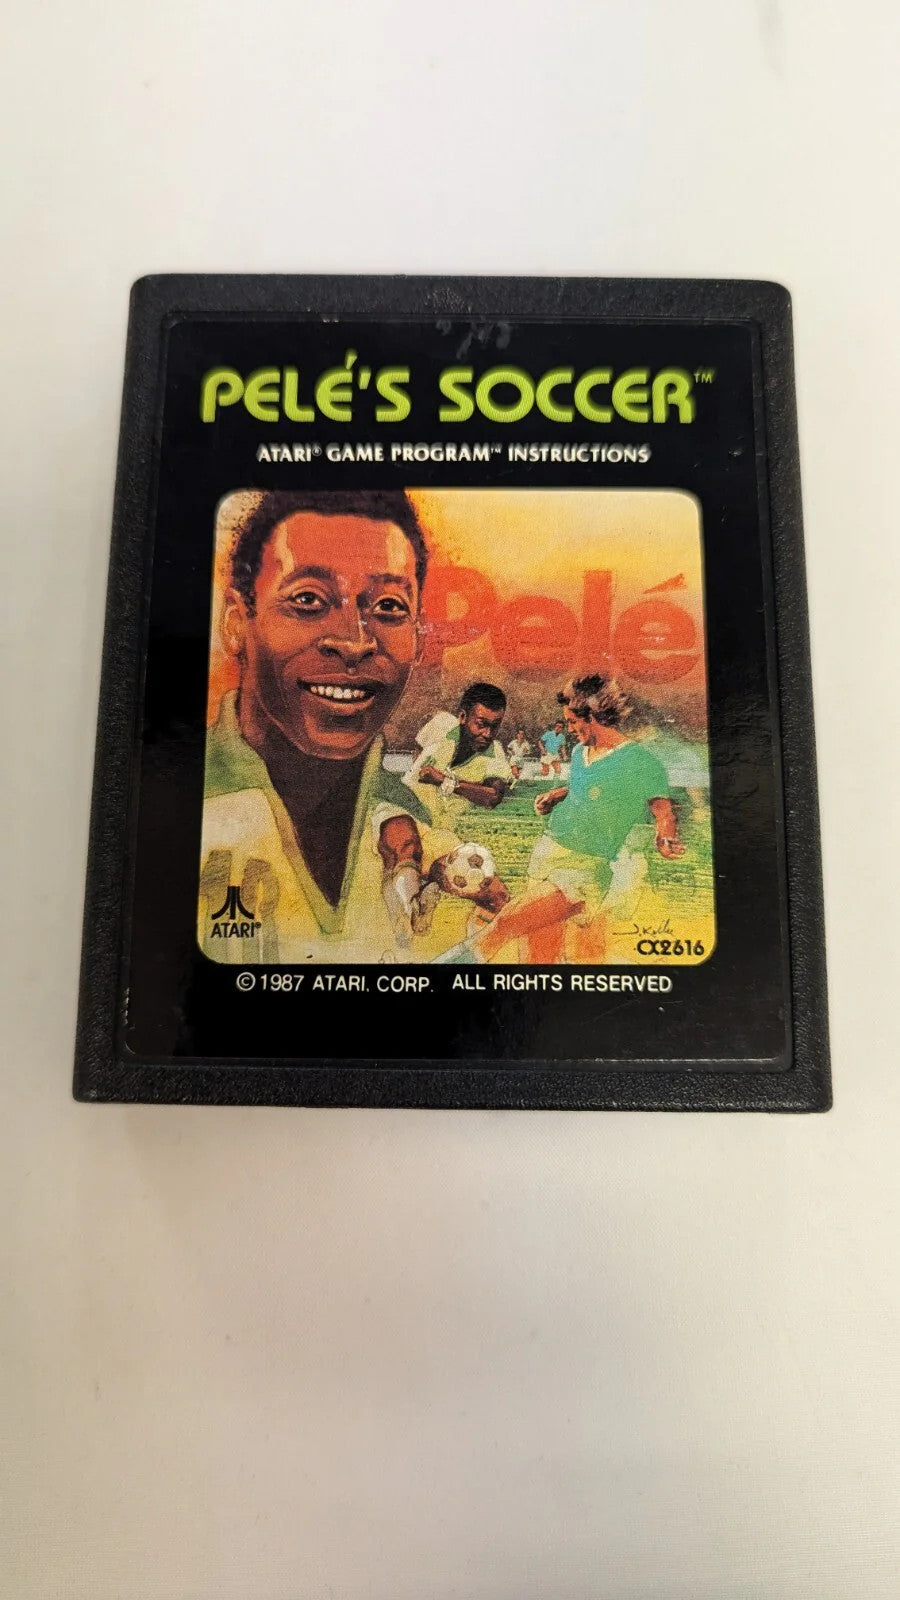 PELÉ'S SOCCER™
ATARI® GAME PROGRAM™ INSTRUCTIONS
Pelé
ATARI®
CX2616
© 1987 ATARI. CORP. ALL RIGHTS RESERVED